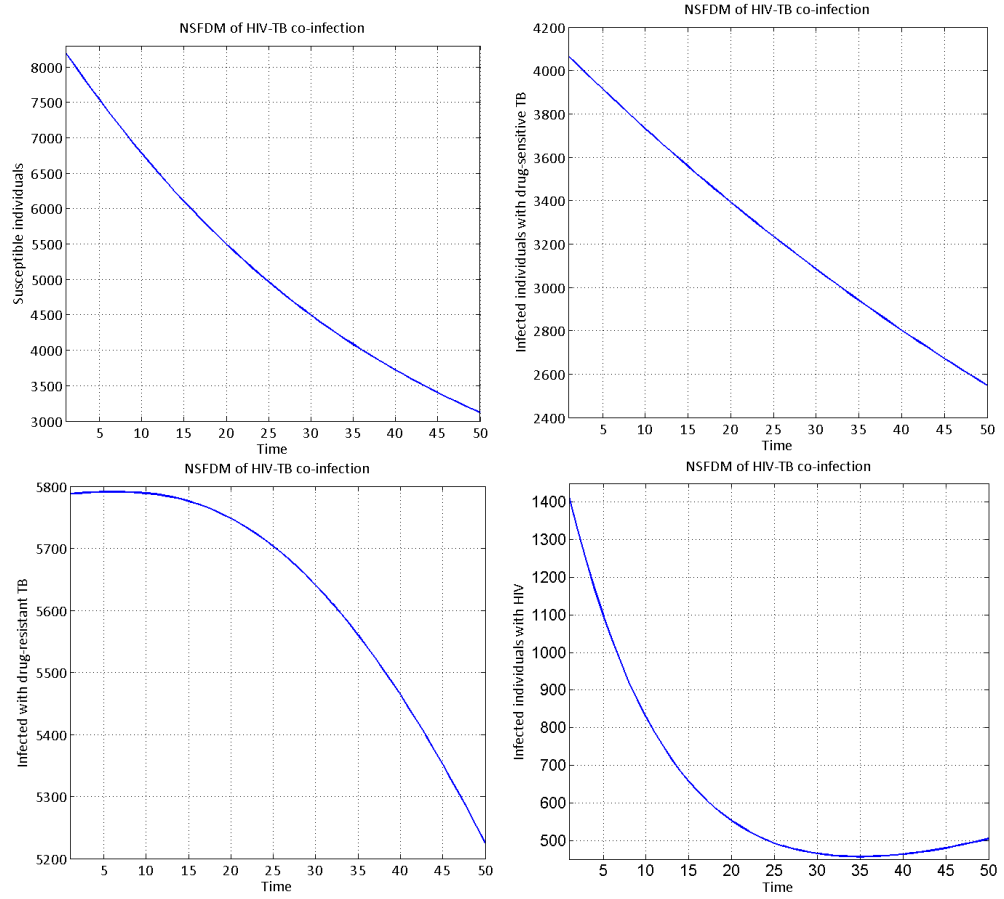 NSFDM of HIV-TB co-infection
Susceptible individuals
8000
7500
7000
6500
6000
5500
5000
4500
4000
3500
3000
5 10 15 20 25 30 35 40 45 50
Time
NSFDM of HIV-TB co-infection
Infected individuals with drug-sensitive TB
4200
4000
3800
3600
3400
3200
3000
2800
2600
2400
5 10 15 20 25 30 35 40 45 50
Time
NSFDM of HIV-TB co-infection
Infected with drug-resistant TB
5800
5700
5600
5500
5400
5300
5200
5 10 15 20 25 30 35 40 45 50
Time
NSFDM of HIV-TB co-infection
Infected individuals with HIV
1400
1300
1200
1100
1000
900
800
700
600
500
5 10 15 20 25 30 35 40 45 50
Time